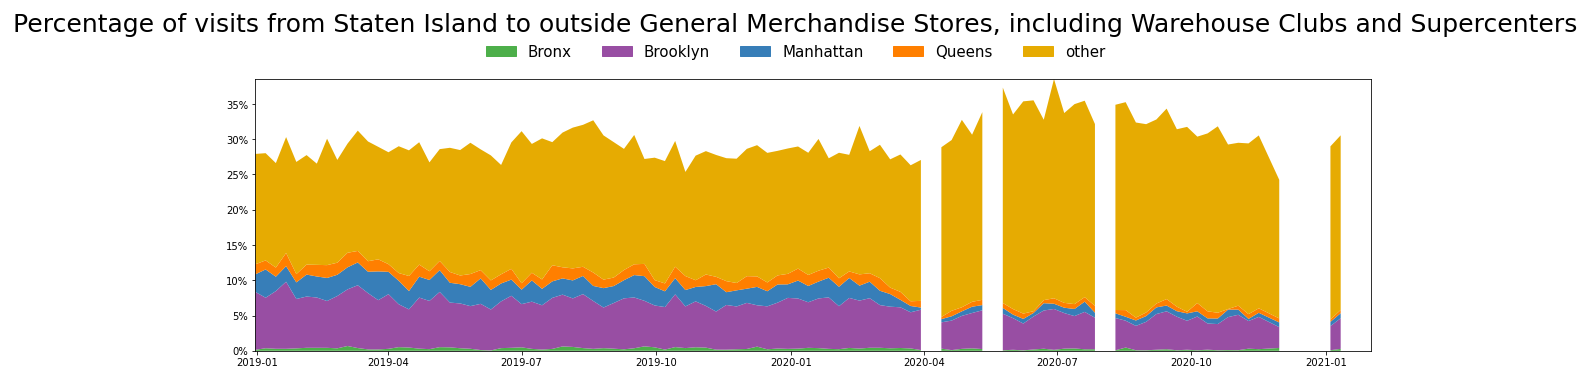 Percentage of visits from Staten Island to outside General Merchandise Stores, including Warehouse Clubs and Supercenters
Bronx Brooklyn Manhattan Queens other
35%
30%
25%
20%
15%
10%
5%
0%
2019-01 2019-04 2019-07 2019-10 2020-01 2020-04 2020-07 2020-10 2021-01